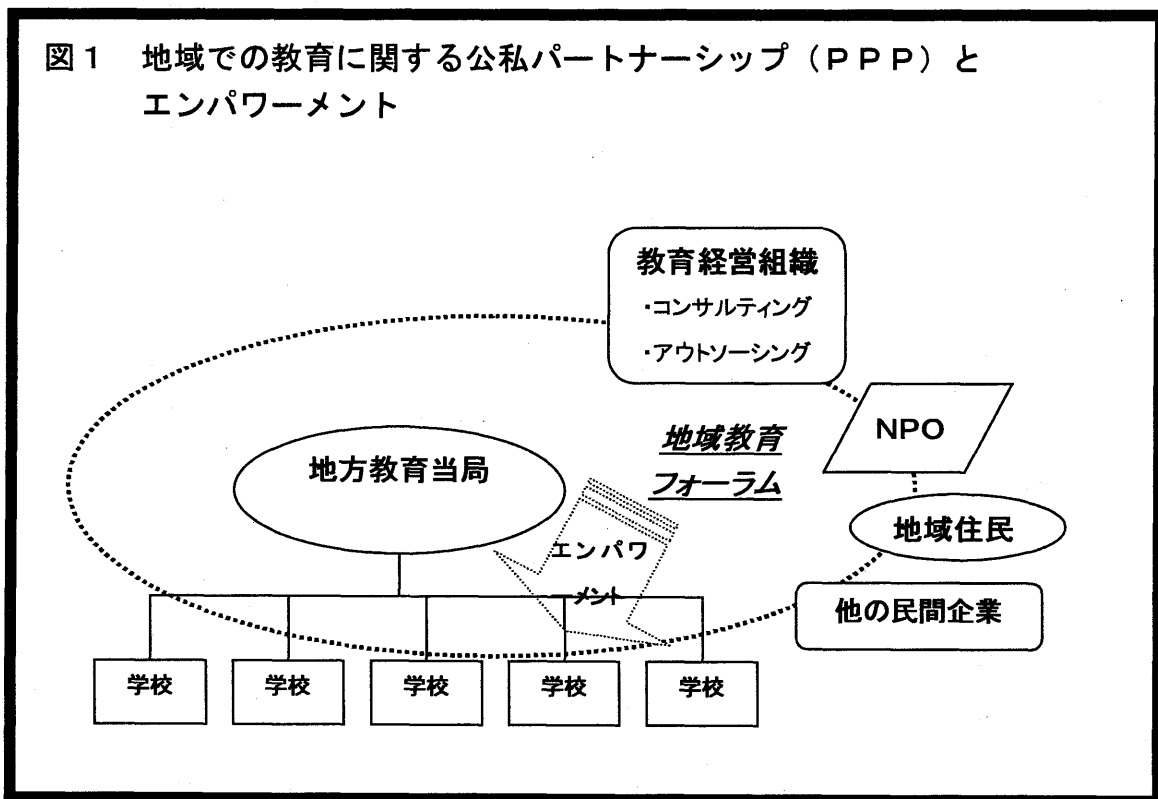 図1 地域での教育に関する公私パートナーシップ（ＰＰＰ）と
エンパワーメント
教育経営組織
・コンサルティング
・アウトソーシング
NPO
地域教育
フォーラム
地方教育当局
地域住民
エンパワ
ーメント
他の民間企業
学校
学校
学校
学校
学校